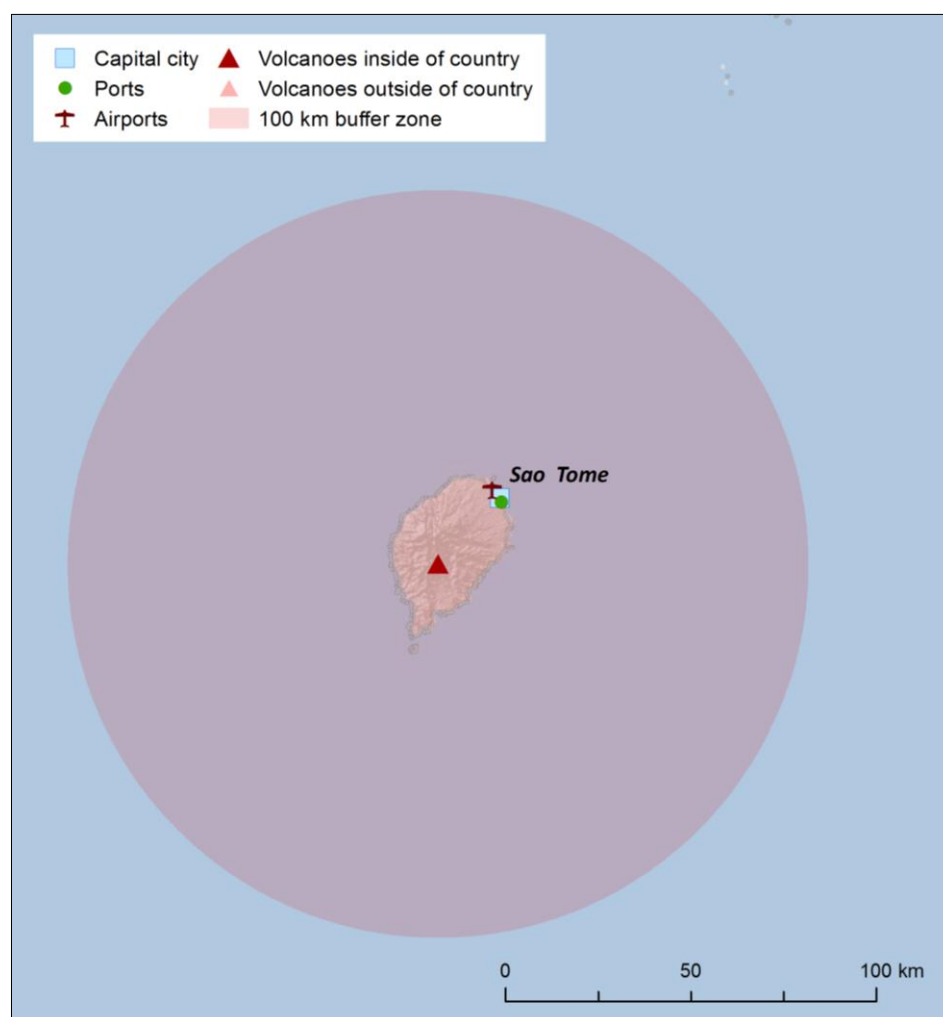 Capital city
Volcanoes inside of country
Ports
Volcanoes outside of country
Airports
100 km buffer zone
Sao Tome
0 50 100 km